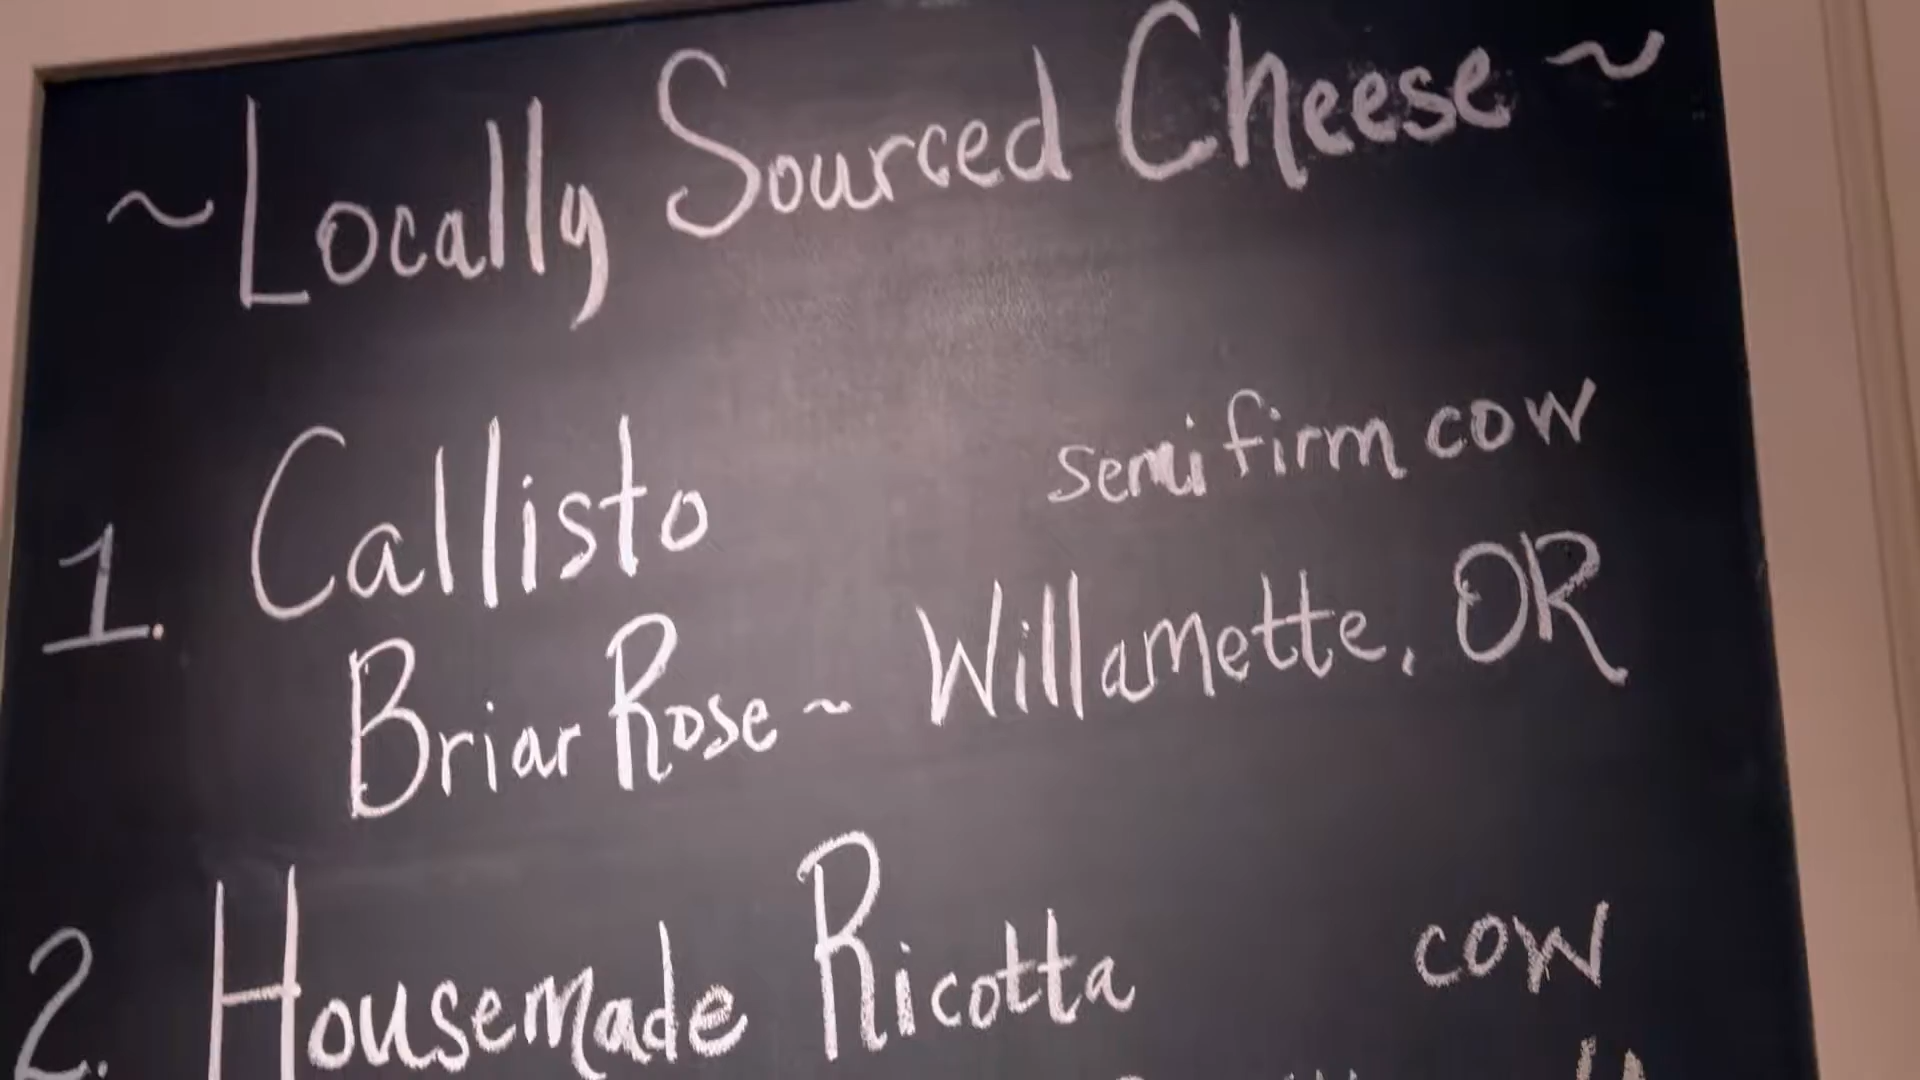 ~ Locally Sourced Cheese ~
1. Callisto semi firm cow
Briar Rose ~ Willamette, OR
2. Housemade Ricotta cow